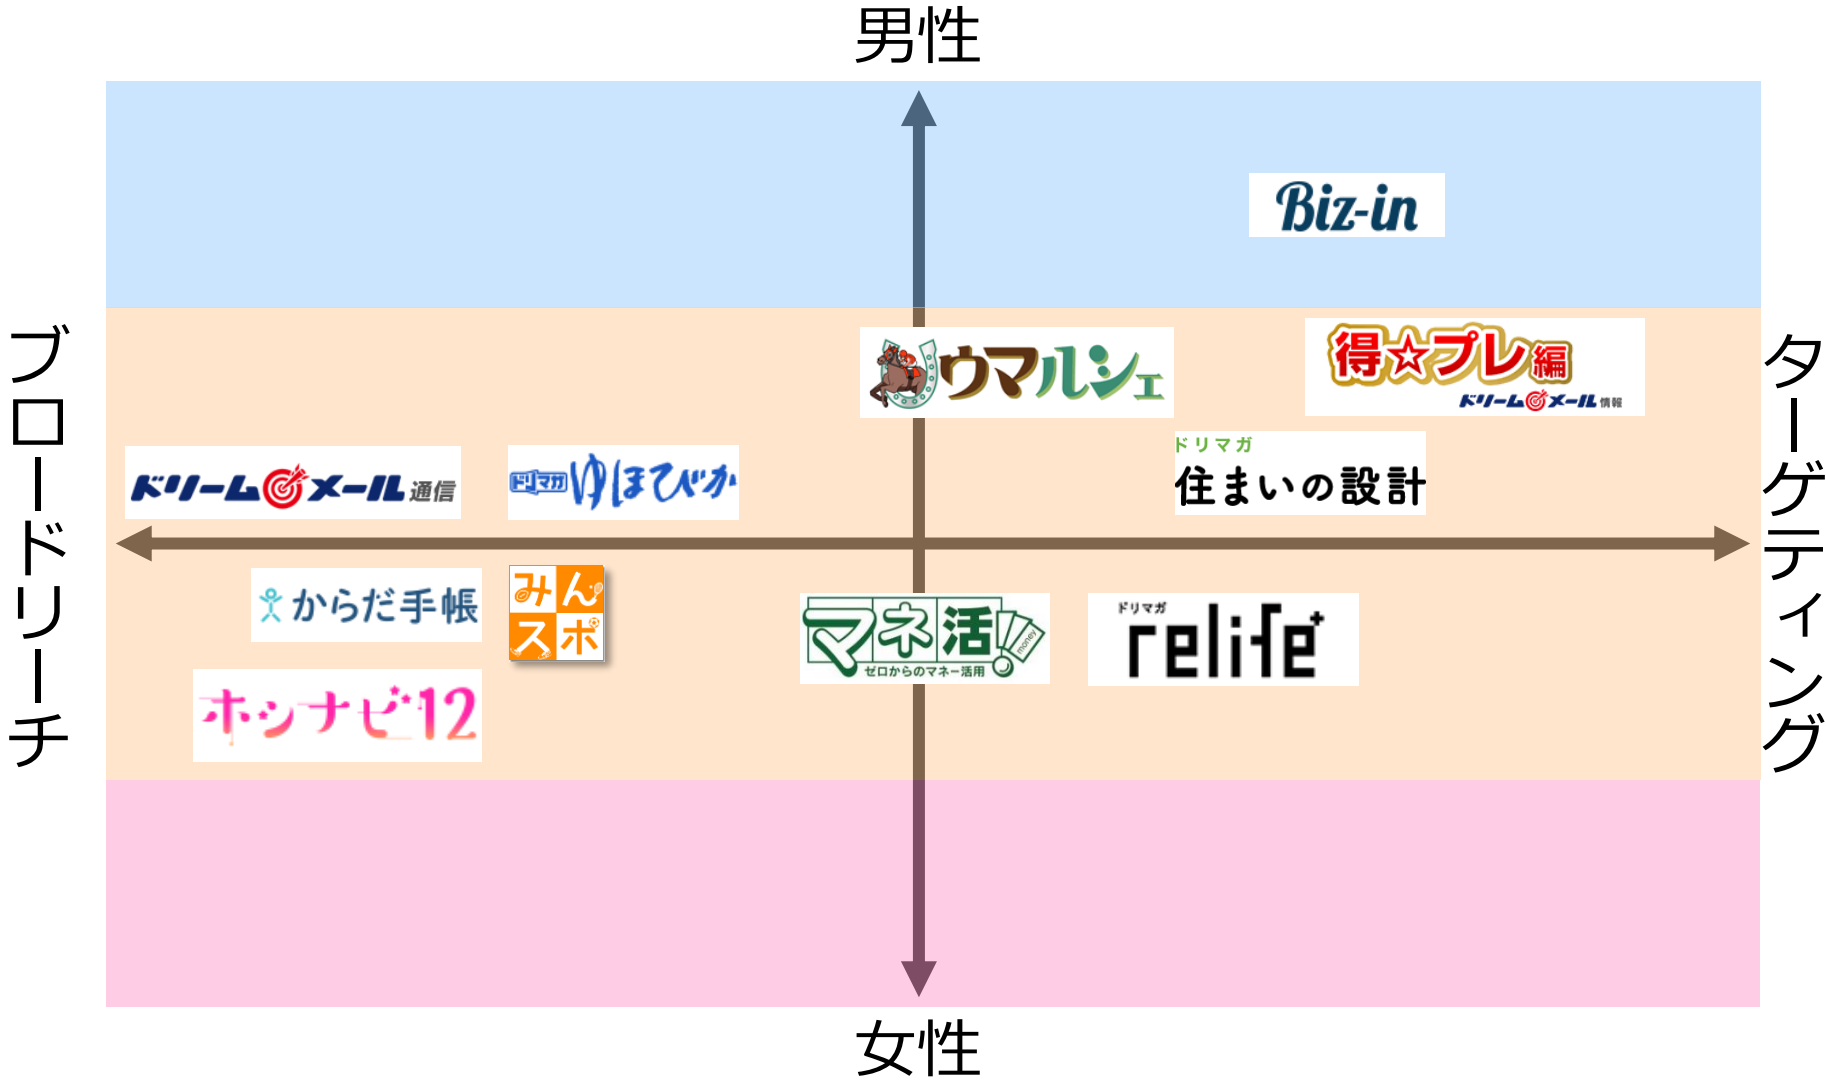 男性
Biz-in
ブロードリーチ
ターゲティング
ウマルシェ
得☆プレ編
ドリームメール情報
ドリームメール通信
ドリマガ ゆほびか
ドリマガ
住まいの設計
からだ手帳
みん
スポ
マネ活!
money
ゼロからのマネー活用
ドリマガ
relife+
ホシナビ12
女性